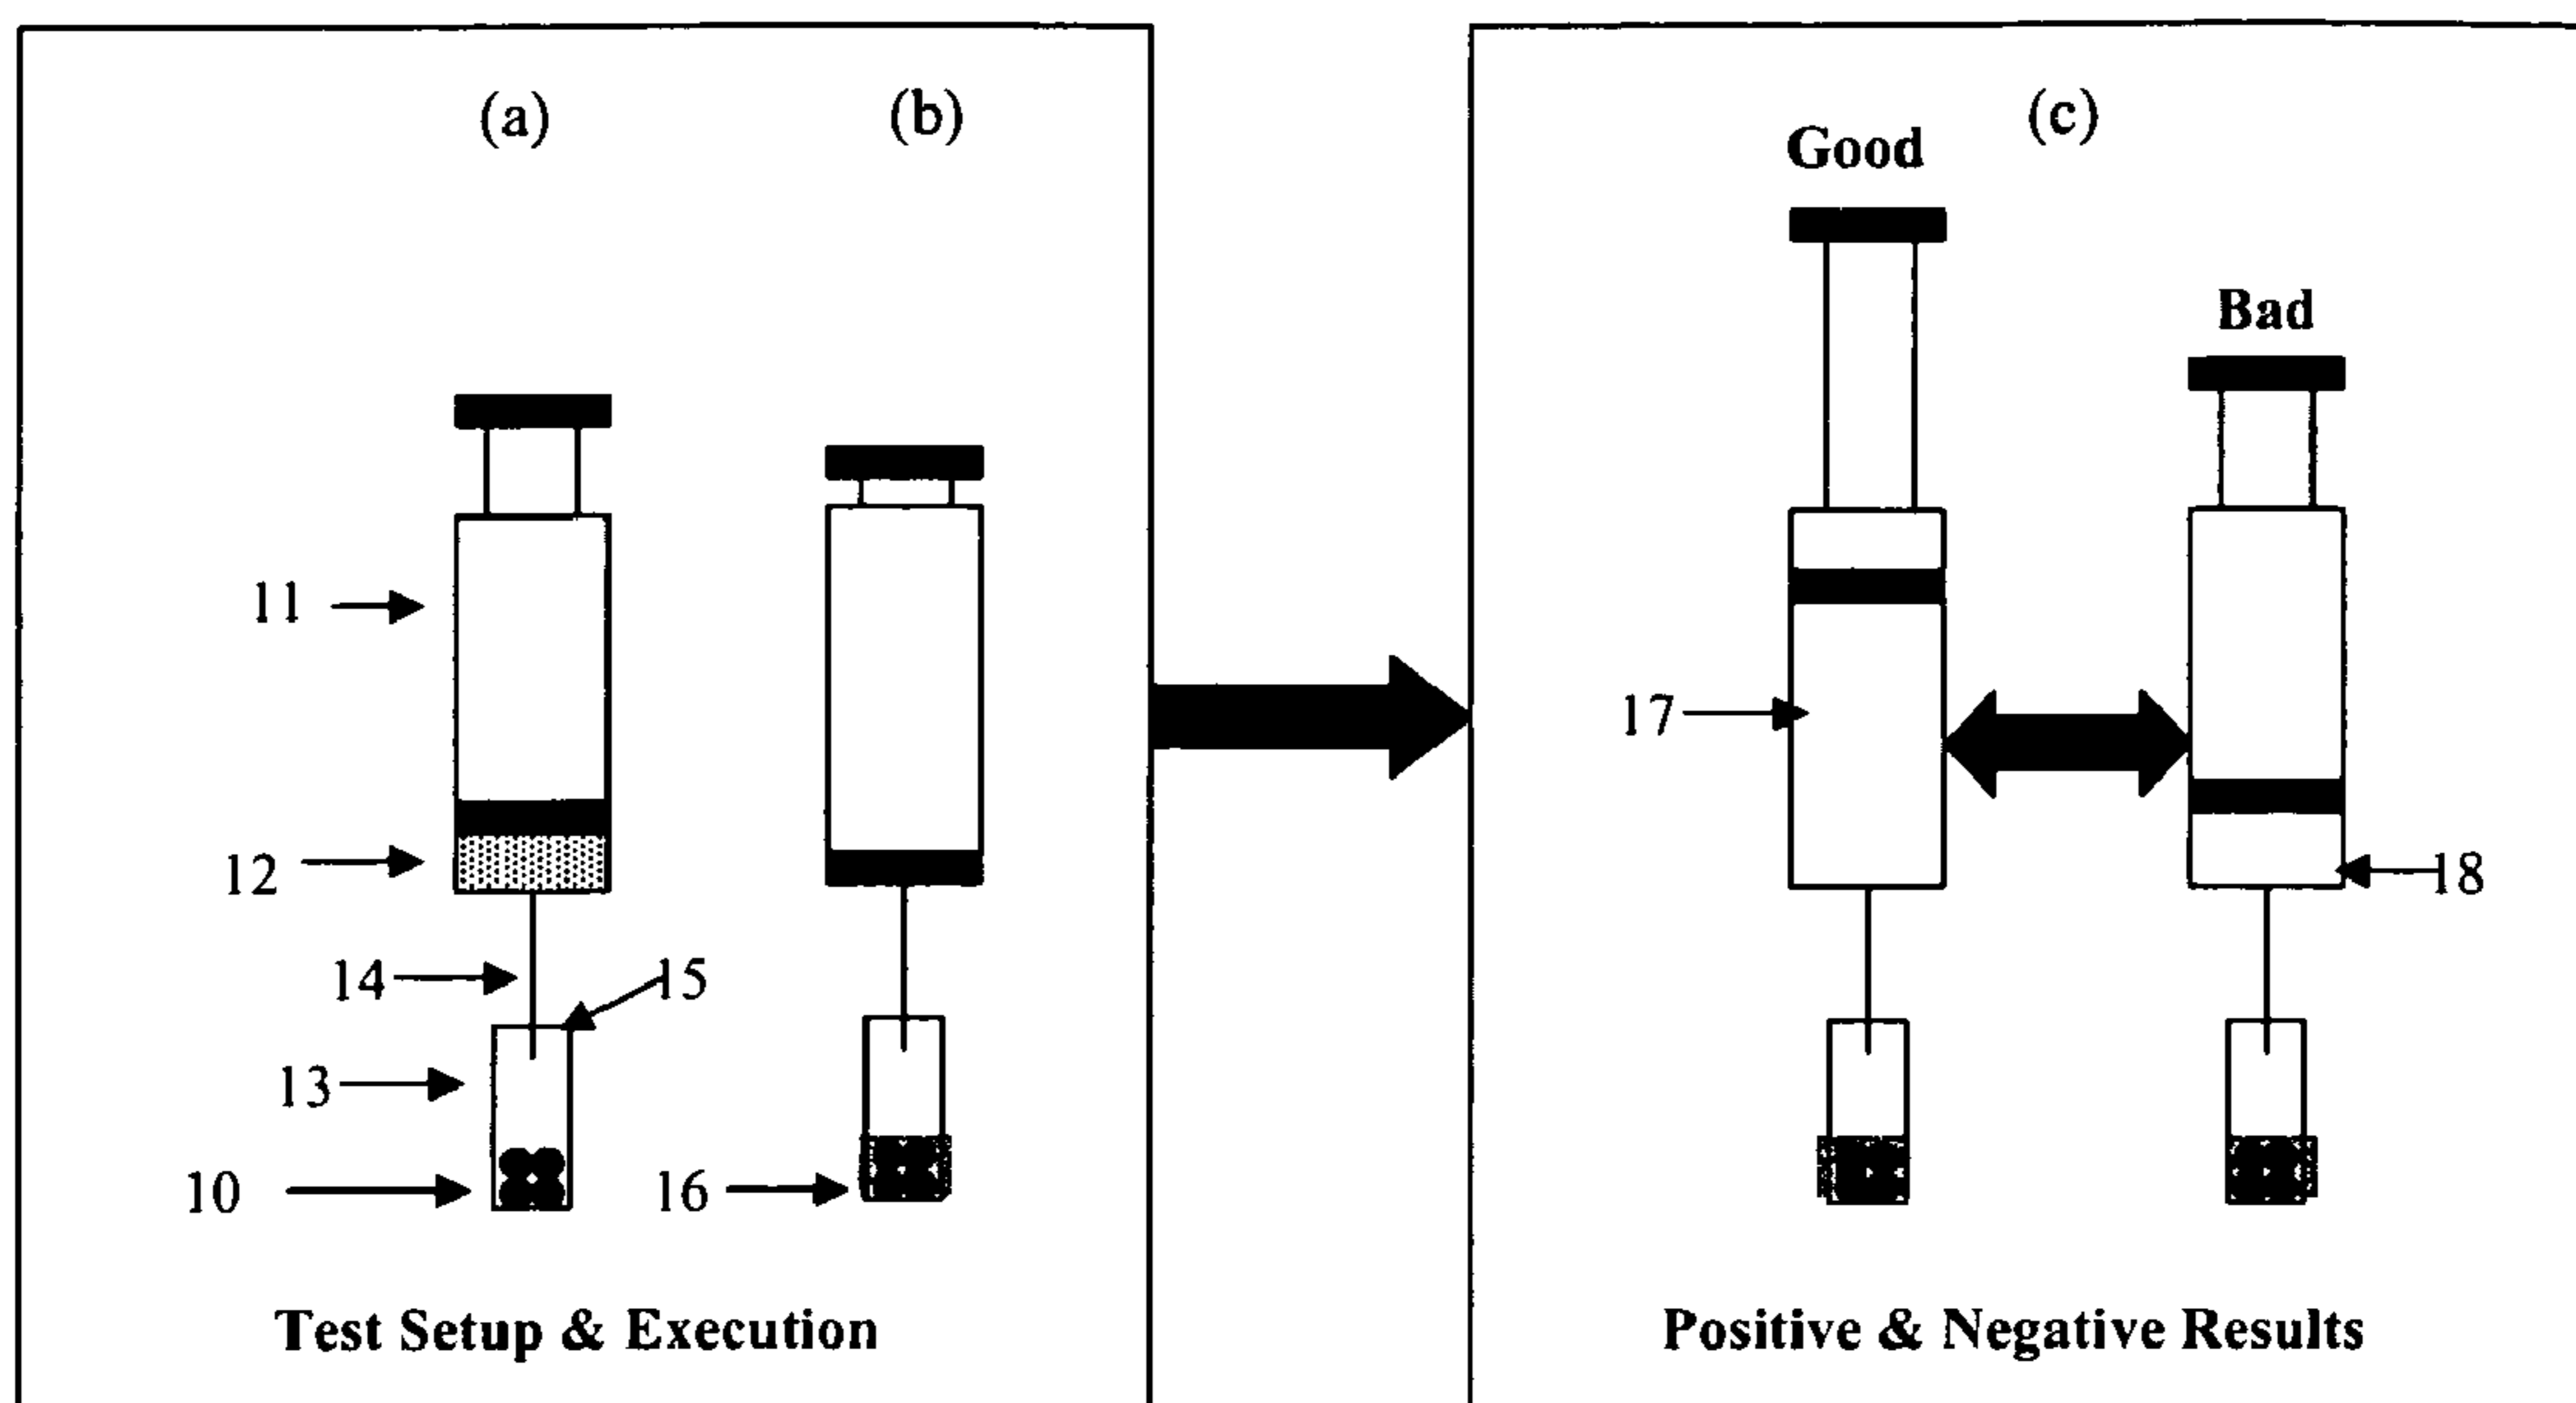 (a)
(b)
11
12
14
15
13
10
16
Test Setup & Execution
(c)
Good
Bad
17
18
Positive & Negative Results